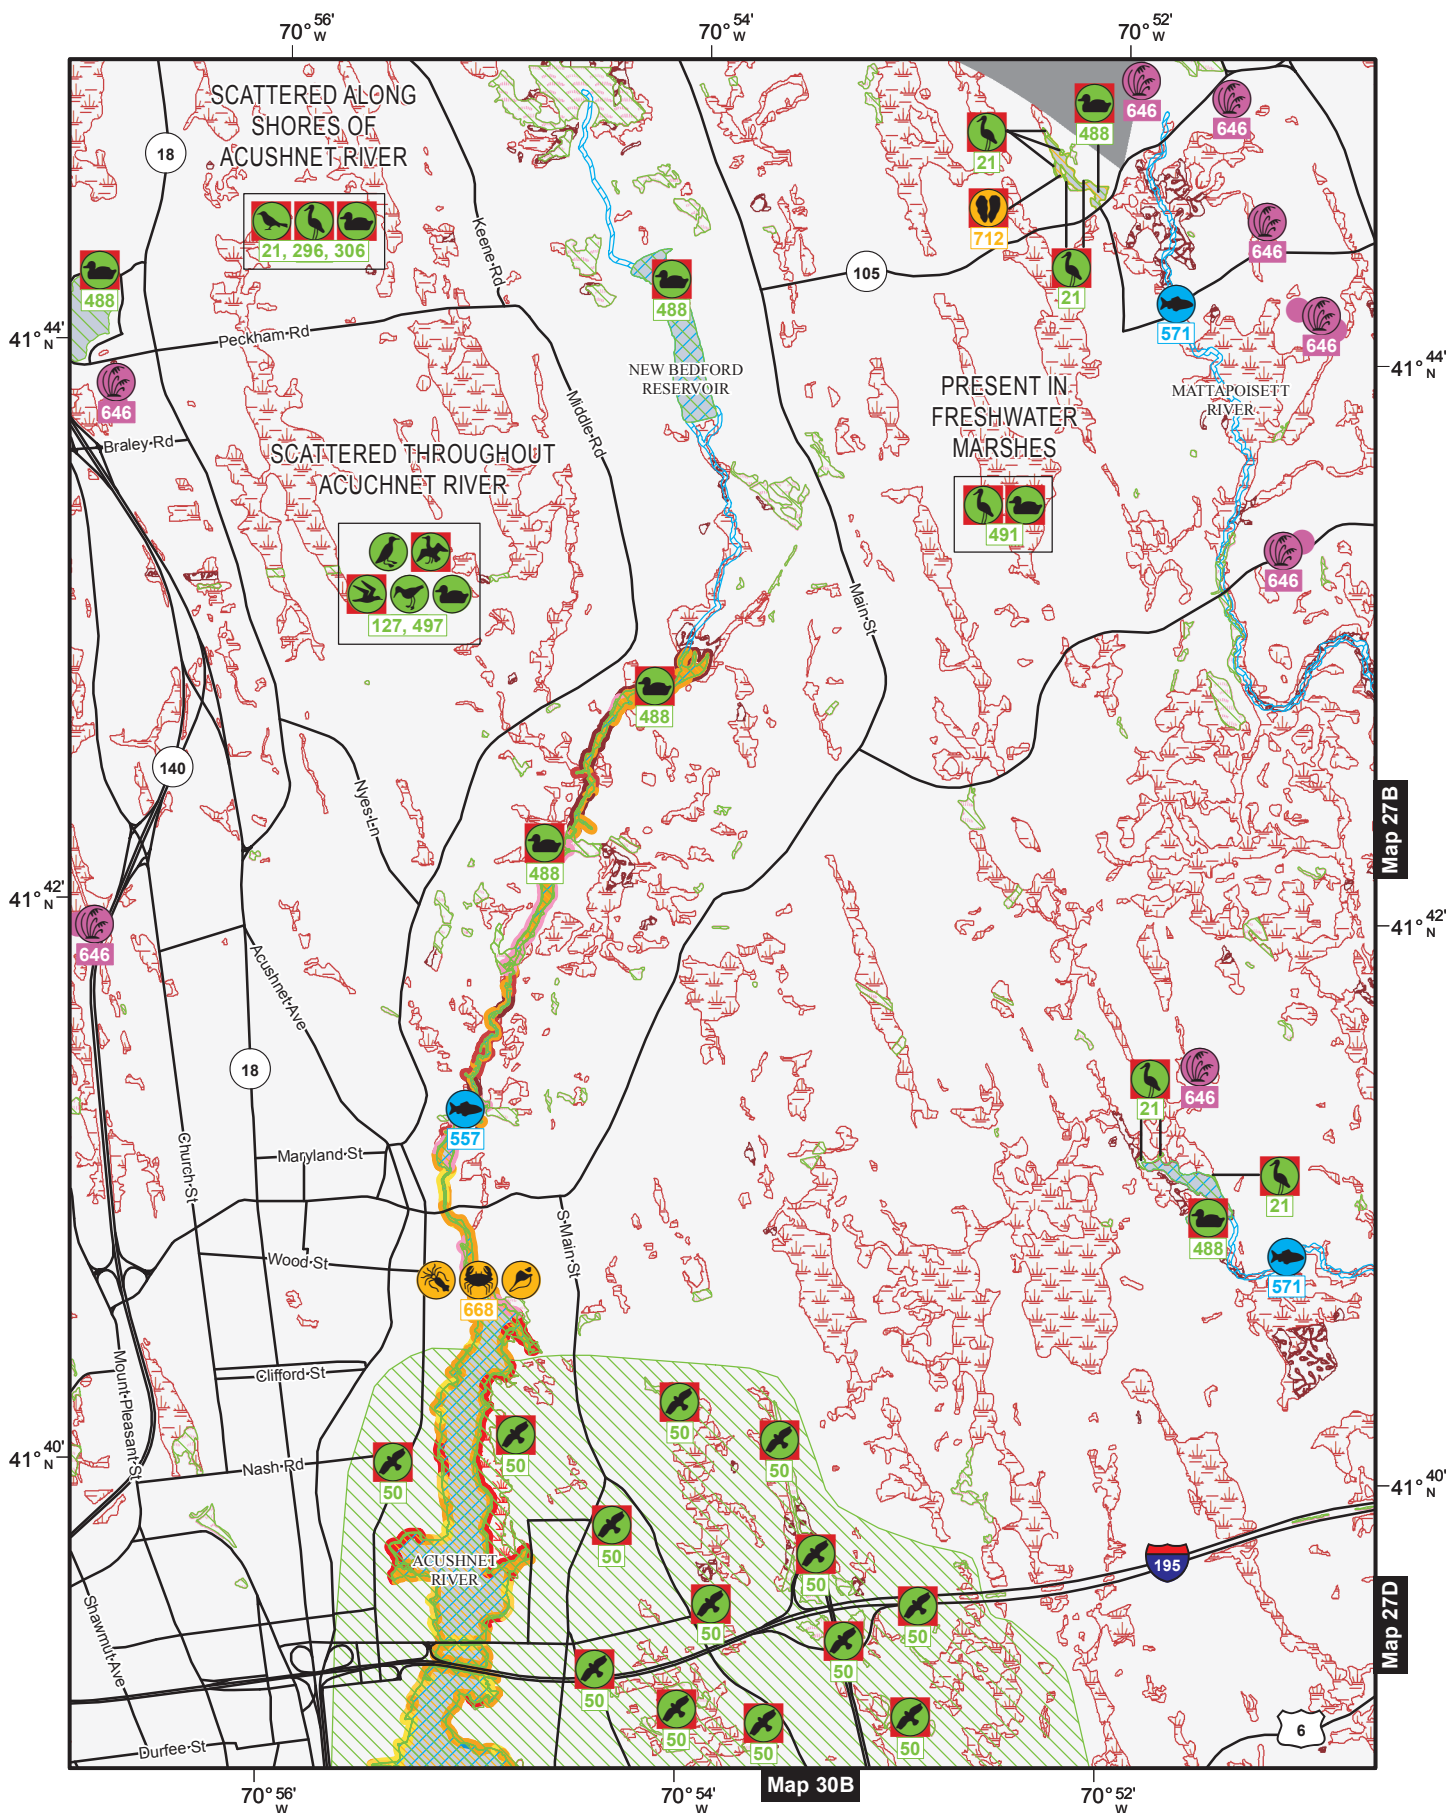 70° 56' W
70° 54' W
70° 52' W
SCATTERED ALONG
SHORES OF
ACUSHNET RIVER
21, 296, 306
18
Keene Rd
488
488
21
488
646
646
712
646
21
105
571
646
41° 44' N
Peckham Rd
41° 44' N
NEW BEDFORD
RESERVOIR
MATTAPOISETT
RIVER
PRESENT IN
FRESHWATER
MARSHES
491
646
Braley Rd
Middle Rd
SCATTERED THROUGHOUT
ACUCHNET RIVER
127, 497
646
Main St
488
140
Nyes Ln
Map 27B
488
41° 42' N
41° 42' N
646
Acushnet Ave
18
21
646
557
Church St
Maryland St
21
S Main St
488
Wood St
571
668
Mount Pleasant St
Clifford St
50
50
50
50
41° 40' N
Nash Rd
50
41° 40' N
50
ACUSHNET
RIVER
195
50
50
50
Shawmut Ave
50
50
Map 27D
50
50
50
6
Durfee St
70° 56' W
70° 54' W
Map 30B
70° 52' W